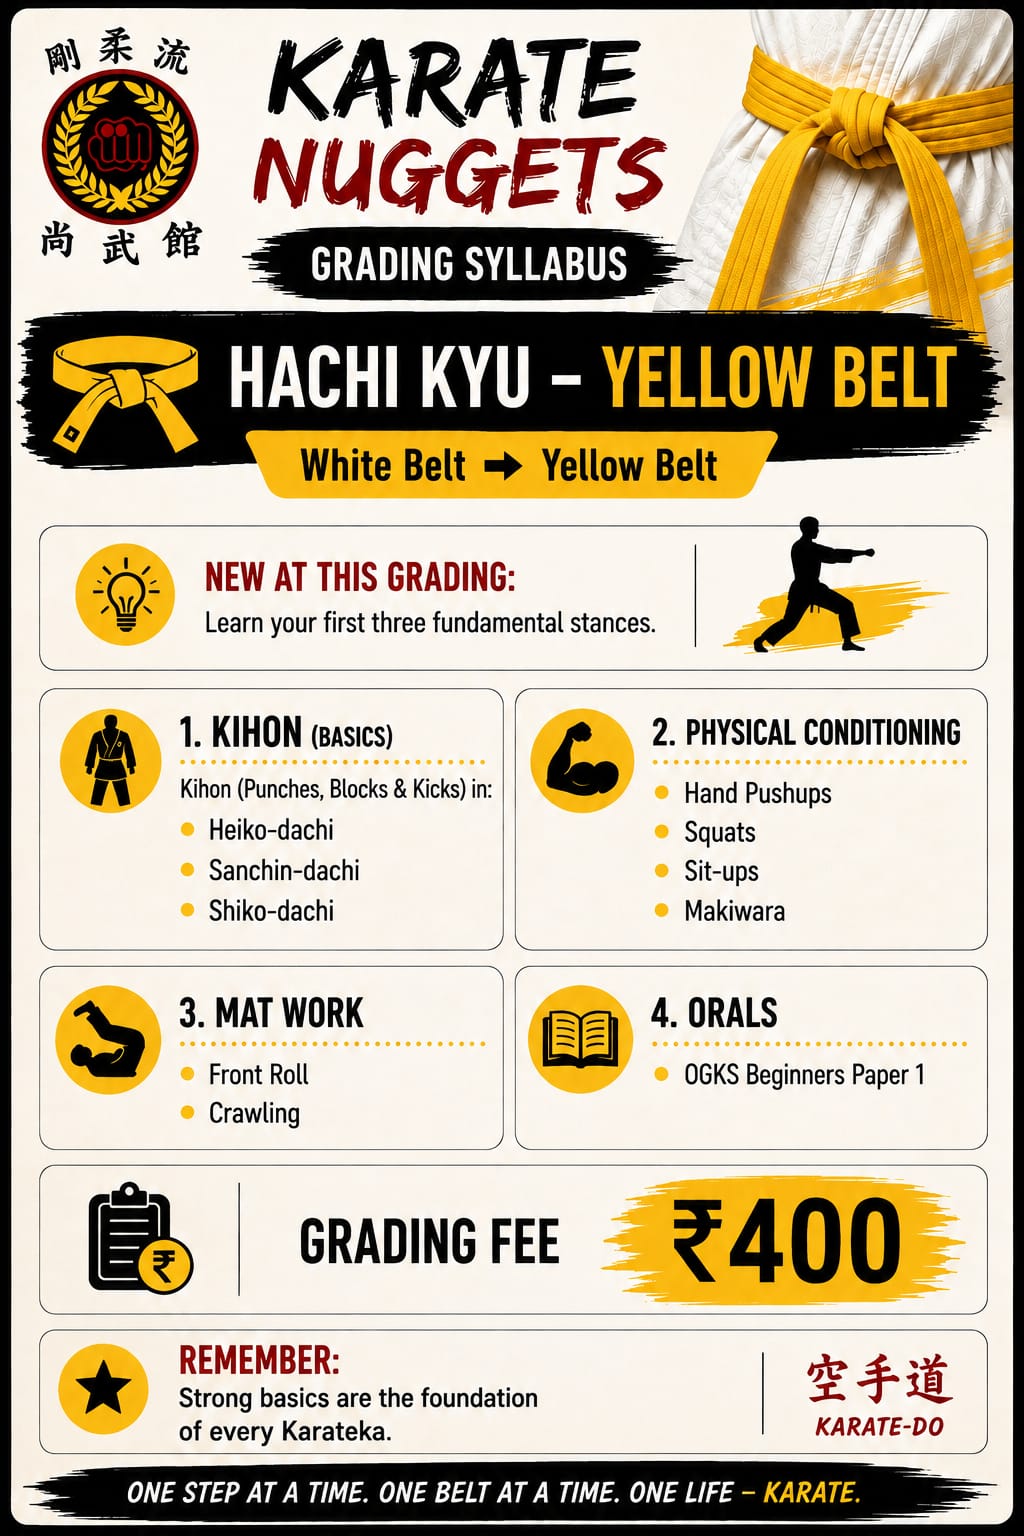 剛柔流
尚武館
KARATE
NUGGETS
GRADING SYLLABUS
HACHI KYU – YELLOW BELT
White Belt ➡ Yellow Belt
NEW AT THIS GRADING:
Learn your first three fundamental stances.
1. KIHON (BASICS)
Kihon (Punches, Blocks & Kicks) in:
Heiko-dachi
Sanchin-dachi
Shiko-dachi
2. PHYSICAL CONDITIONING
Hand Pushups
Squats
Sit-ups
Makiwara
3. MAT WORK
Front Roll
Crawling
4. ORALS
OGKS Beginners Paper 1
₹
GRADING FEE
₹400
REMEMBER:
Strong basics are the foundation
of every Karateka.
空手道
KARATE-DO
ONE STEP AT A TIME. ONE BELT AT A TIME. ONE LIFE – KARATE.